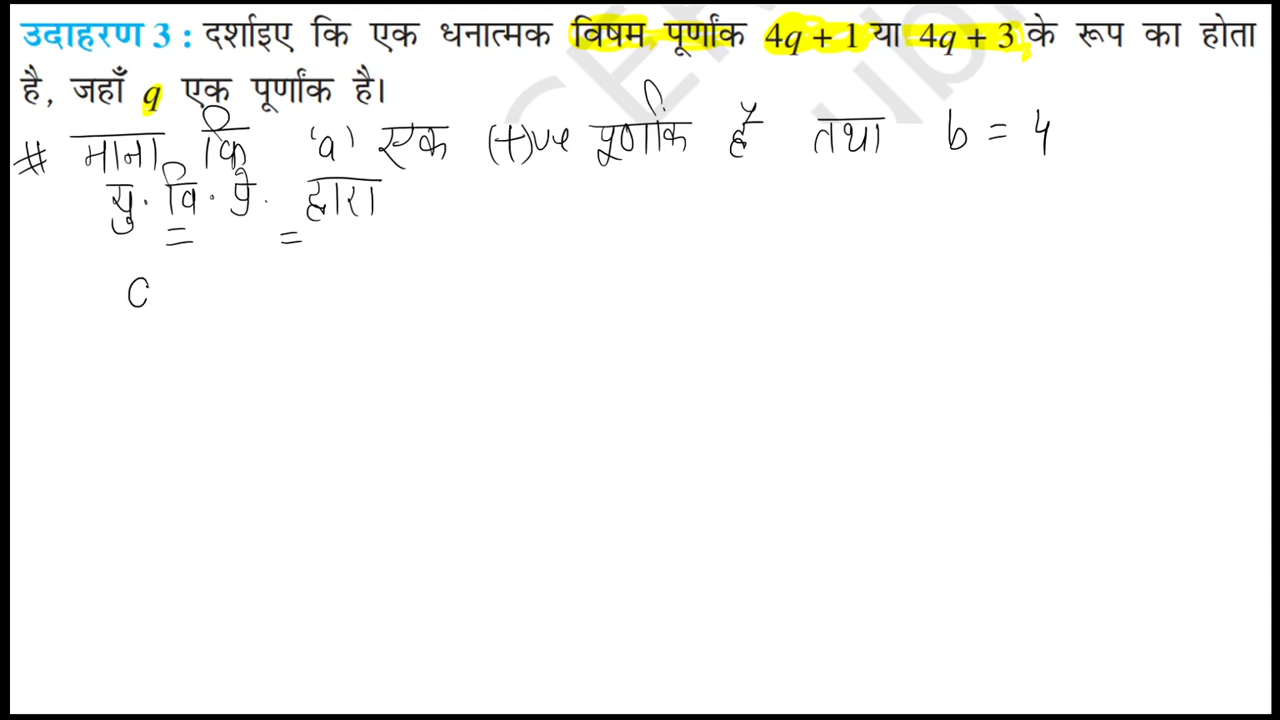 उदाहरण 3 : दर्शाइए कि एक धनात्मक विषम पूर्णांक 4q + 1 या 4q + 3 के रूप का होता
है, जहाँ q एक पूर्णांक है।
# माना कि 'a' एक (+)ve पूर्णांक है तथा b = 4
यु. वि. प्रे. द्वारा